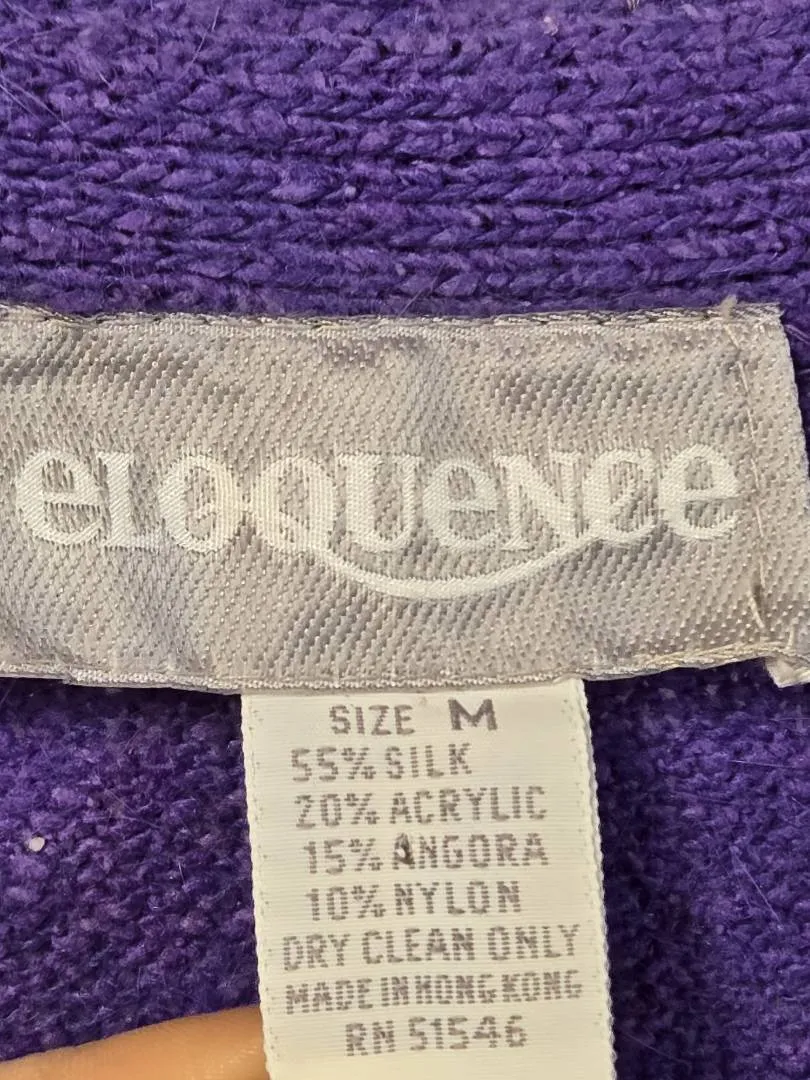 eLOQUeNCe
SIZE M
55% SILK
20% ACRYLIC
15% ANGORA
10% NYLON
DRY CLEAN ONLY
MADE IN HONG KONG
RN 51546